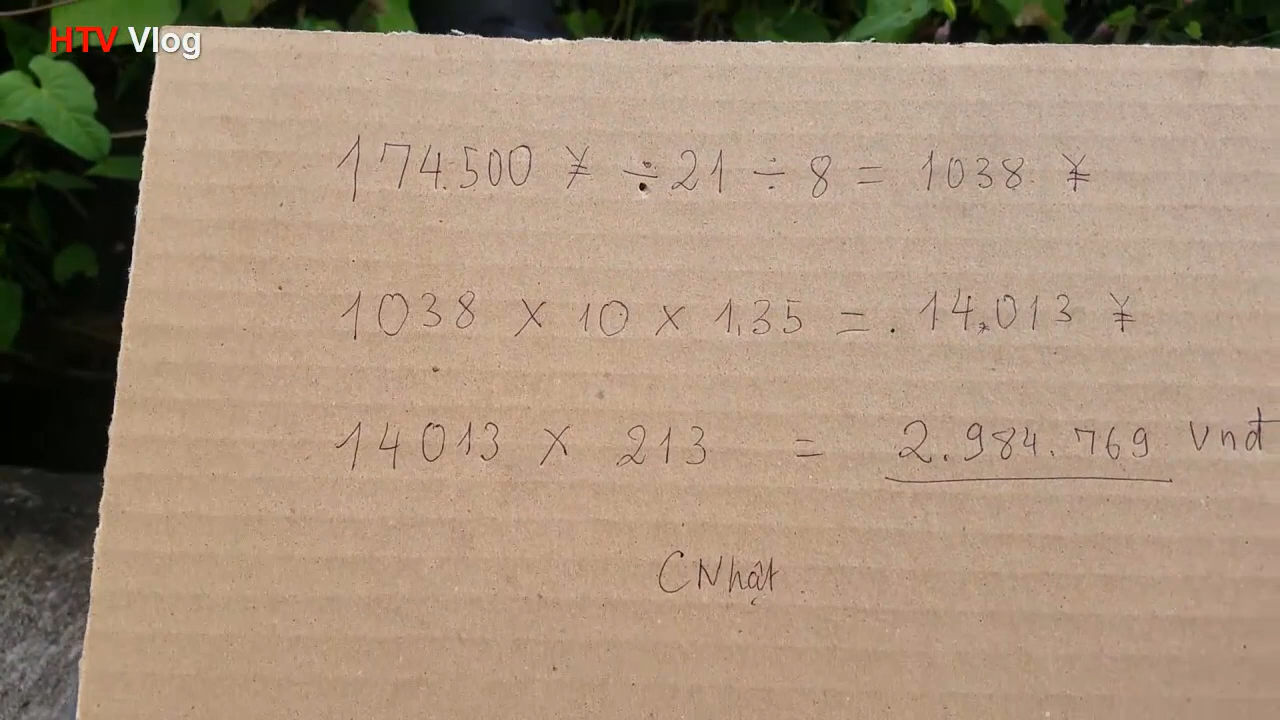 HTV Vlog
174.500 ¥ ÷ 21 ÷ 8 = 1038 ¥
1038 × 10 × 1,35 = 14.013 ¥
14013 × 213 = 2.984.769 vnđ
CNhật